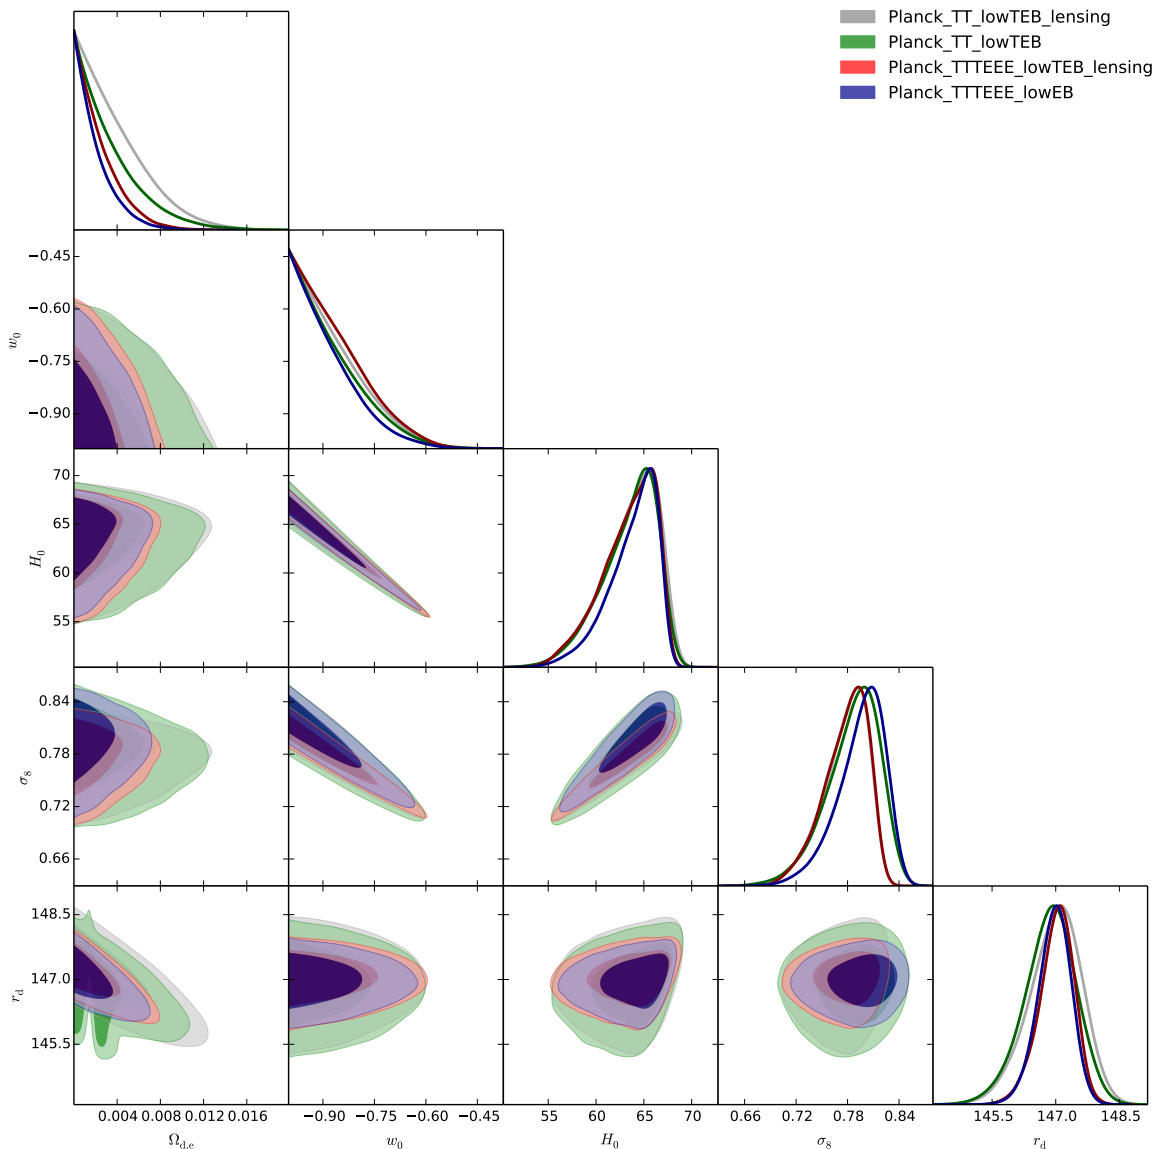 Planck_TT_lowTEB_lensing
Planck_TT_lowTEB
Planck_TTTEEE_lowTEB_lensing
Planck_TTTEEE_lowEB
−0.45
−0.60
−0.75
−0.90
w₀
70
65
60
55
H₀
0.84
0.78
0.72
0.66
σ₈
148.5
147.0
145.5
r_d
0.004 0.008 0.012 0.016
−0.90 −0.75 −0.60 −0.45
55 60 65 70
0.66 0.72 0.78 0.84
145.5 147.0 148.5
Ω_d.e
w₀
H₀
σ₈
r_d